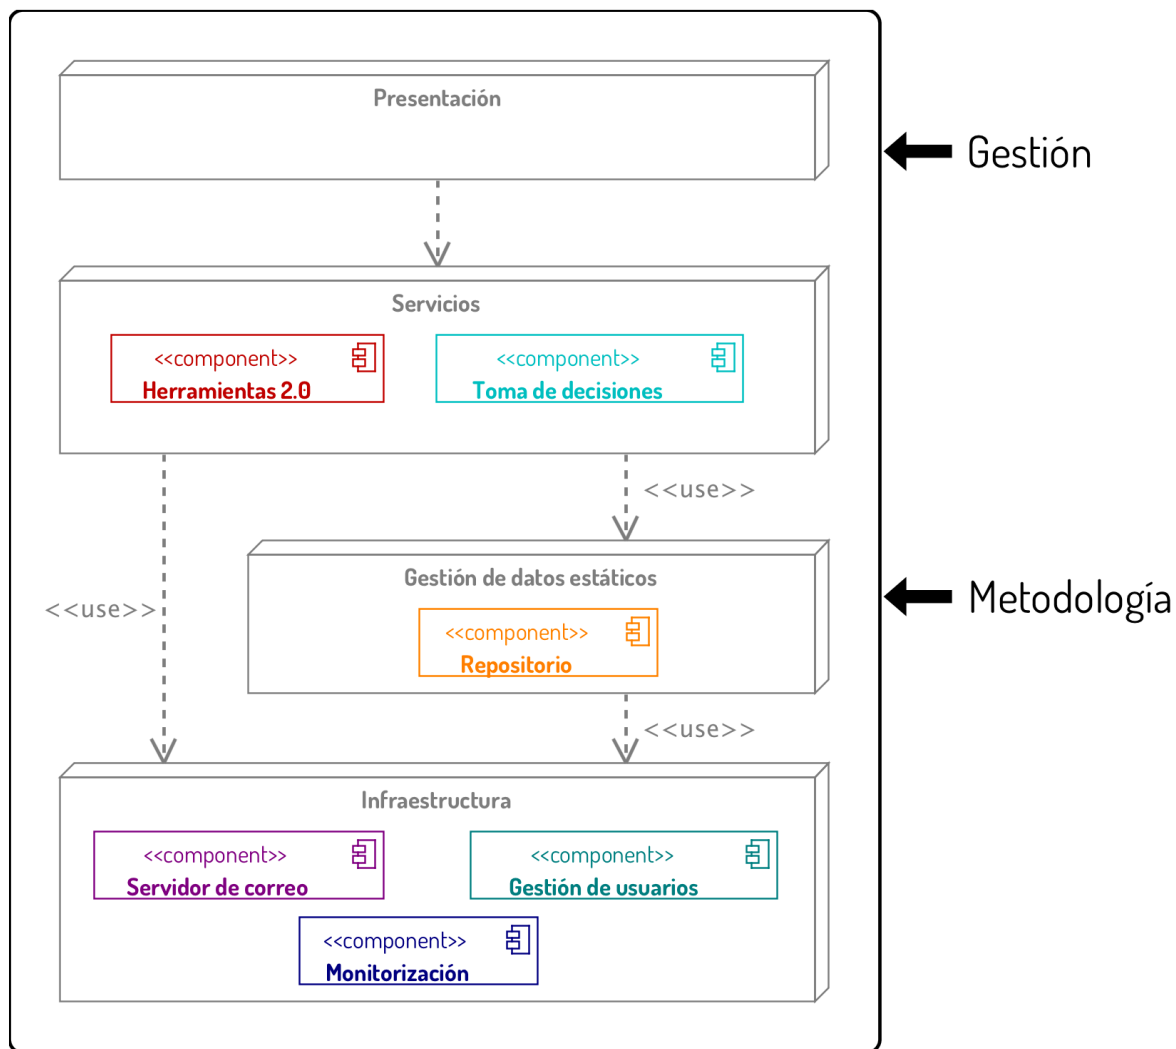 Presentación
Gestión
Servicios
<<component>>
Herramientas 2.0
<<component>>
Toma de decisiones
<<use>>
Gestión de datos estáticos
<<component>>
Repositorio
Metodología
<<use>>
<<use>>
Infraestructura
<<component>>
Servidor de correo
<<component>>
Gestión de usuarios
<<component>>
Monitorización